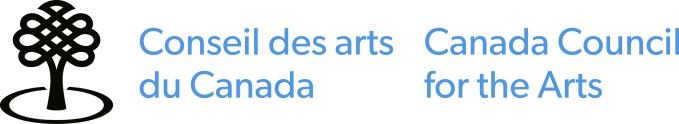 Conseil des arts
du Canada
Canada Council
for the Arts